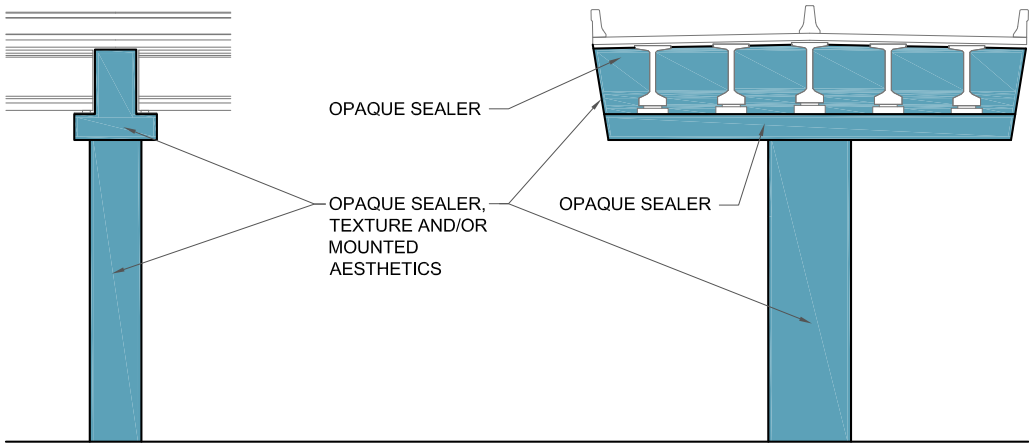 OPAQUE SEALER
OPAQUE SEALER,
TEXTURE AND/OR
MOUNTED
AESTHETICS
OPAQUE SEALER